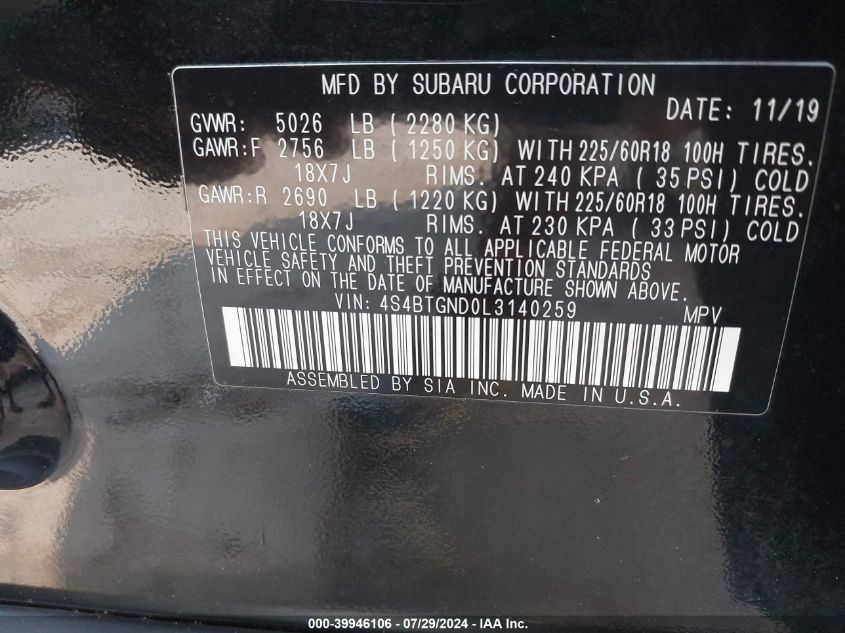 MFD BY SUBARU CORPORATION
DATE: 11/19
GVWR: 5026 LB ( 2280 KG)
GAWR:F 2756 LB ( 1250 KG) WITH 225/60R18 100H TIRES.
18X7J RIMS. AT 240 KPA ( 35 PSI) COLD
GAWR:R 2690 LB ( 1220 KG) WITH 225/60R18 100H TIRES.
18X7J RIMS. AT 230 KPA ( 33 PSI) COLD
THIS VEHICLE CONFORMS TO ALL APPLICABLE FEDERAL MOTOR
VEHICLE SAFETY AND THEFT PREVENTION STANDARDS
IN EFFECT ON THE DATE OF MANUFACTURE SHOWN ABOVE.
VIN: 4S4BTGND0L3140259 MPV
ASSEMBLED BY SIA INC. MADE IN U.S.A.
000-39946106 - 07/29/2024 - IAA Inc.